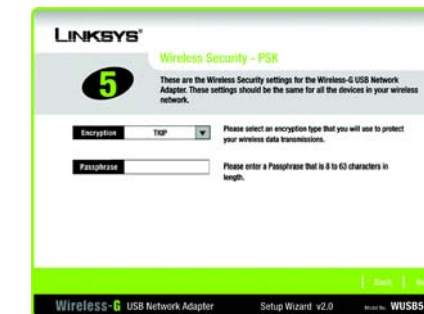 LINKSYS®
Wireless Security - PSK
5
These are the Wireless Security settings for the Wireless-G USB Network
Adapter. These settings should be the same for all the devices in your wireless
network.
Encryption TKIP
Please select an encryption type that you will use to protect
your wireless data transmissions.
Passphrase
Please enter a Passphrase that is 8 to 63 characters in
length.
Back
Wireless-G USB Network Adapter Setup Wizard v2.0 Model No. WUSB5